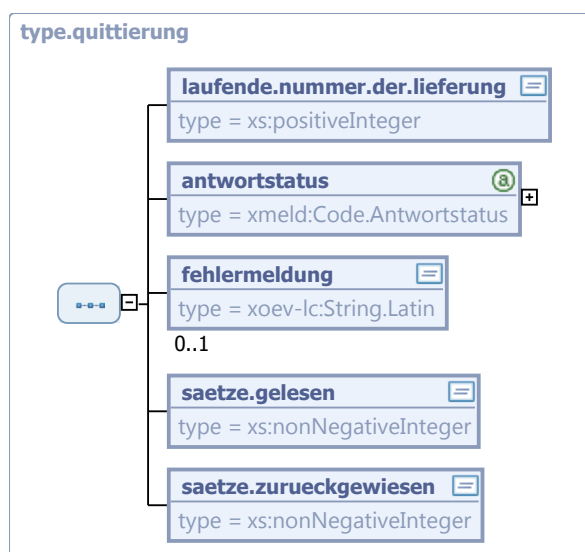 type.quittierung
laufende.nummer.der.lieferung
type = xs:positiveInteger
antwortstatus
type = xmeld:Code.Antwortstatus
fehlermeldung
type = xoev-lc:String.Latin
0..1
saetze.gelesen
type = xs:nonNegativeInteger
saetze.zurueckgewiesen
type = xs:nonNegativeInteger